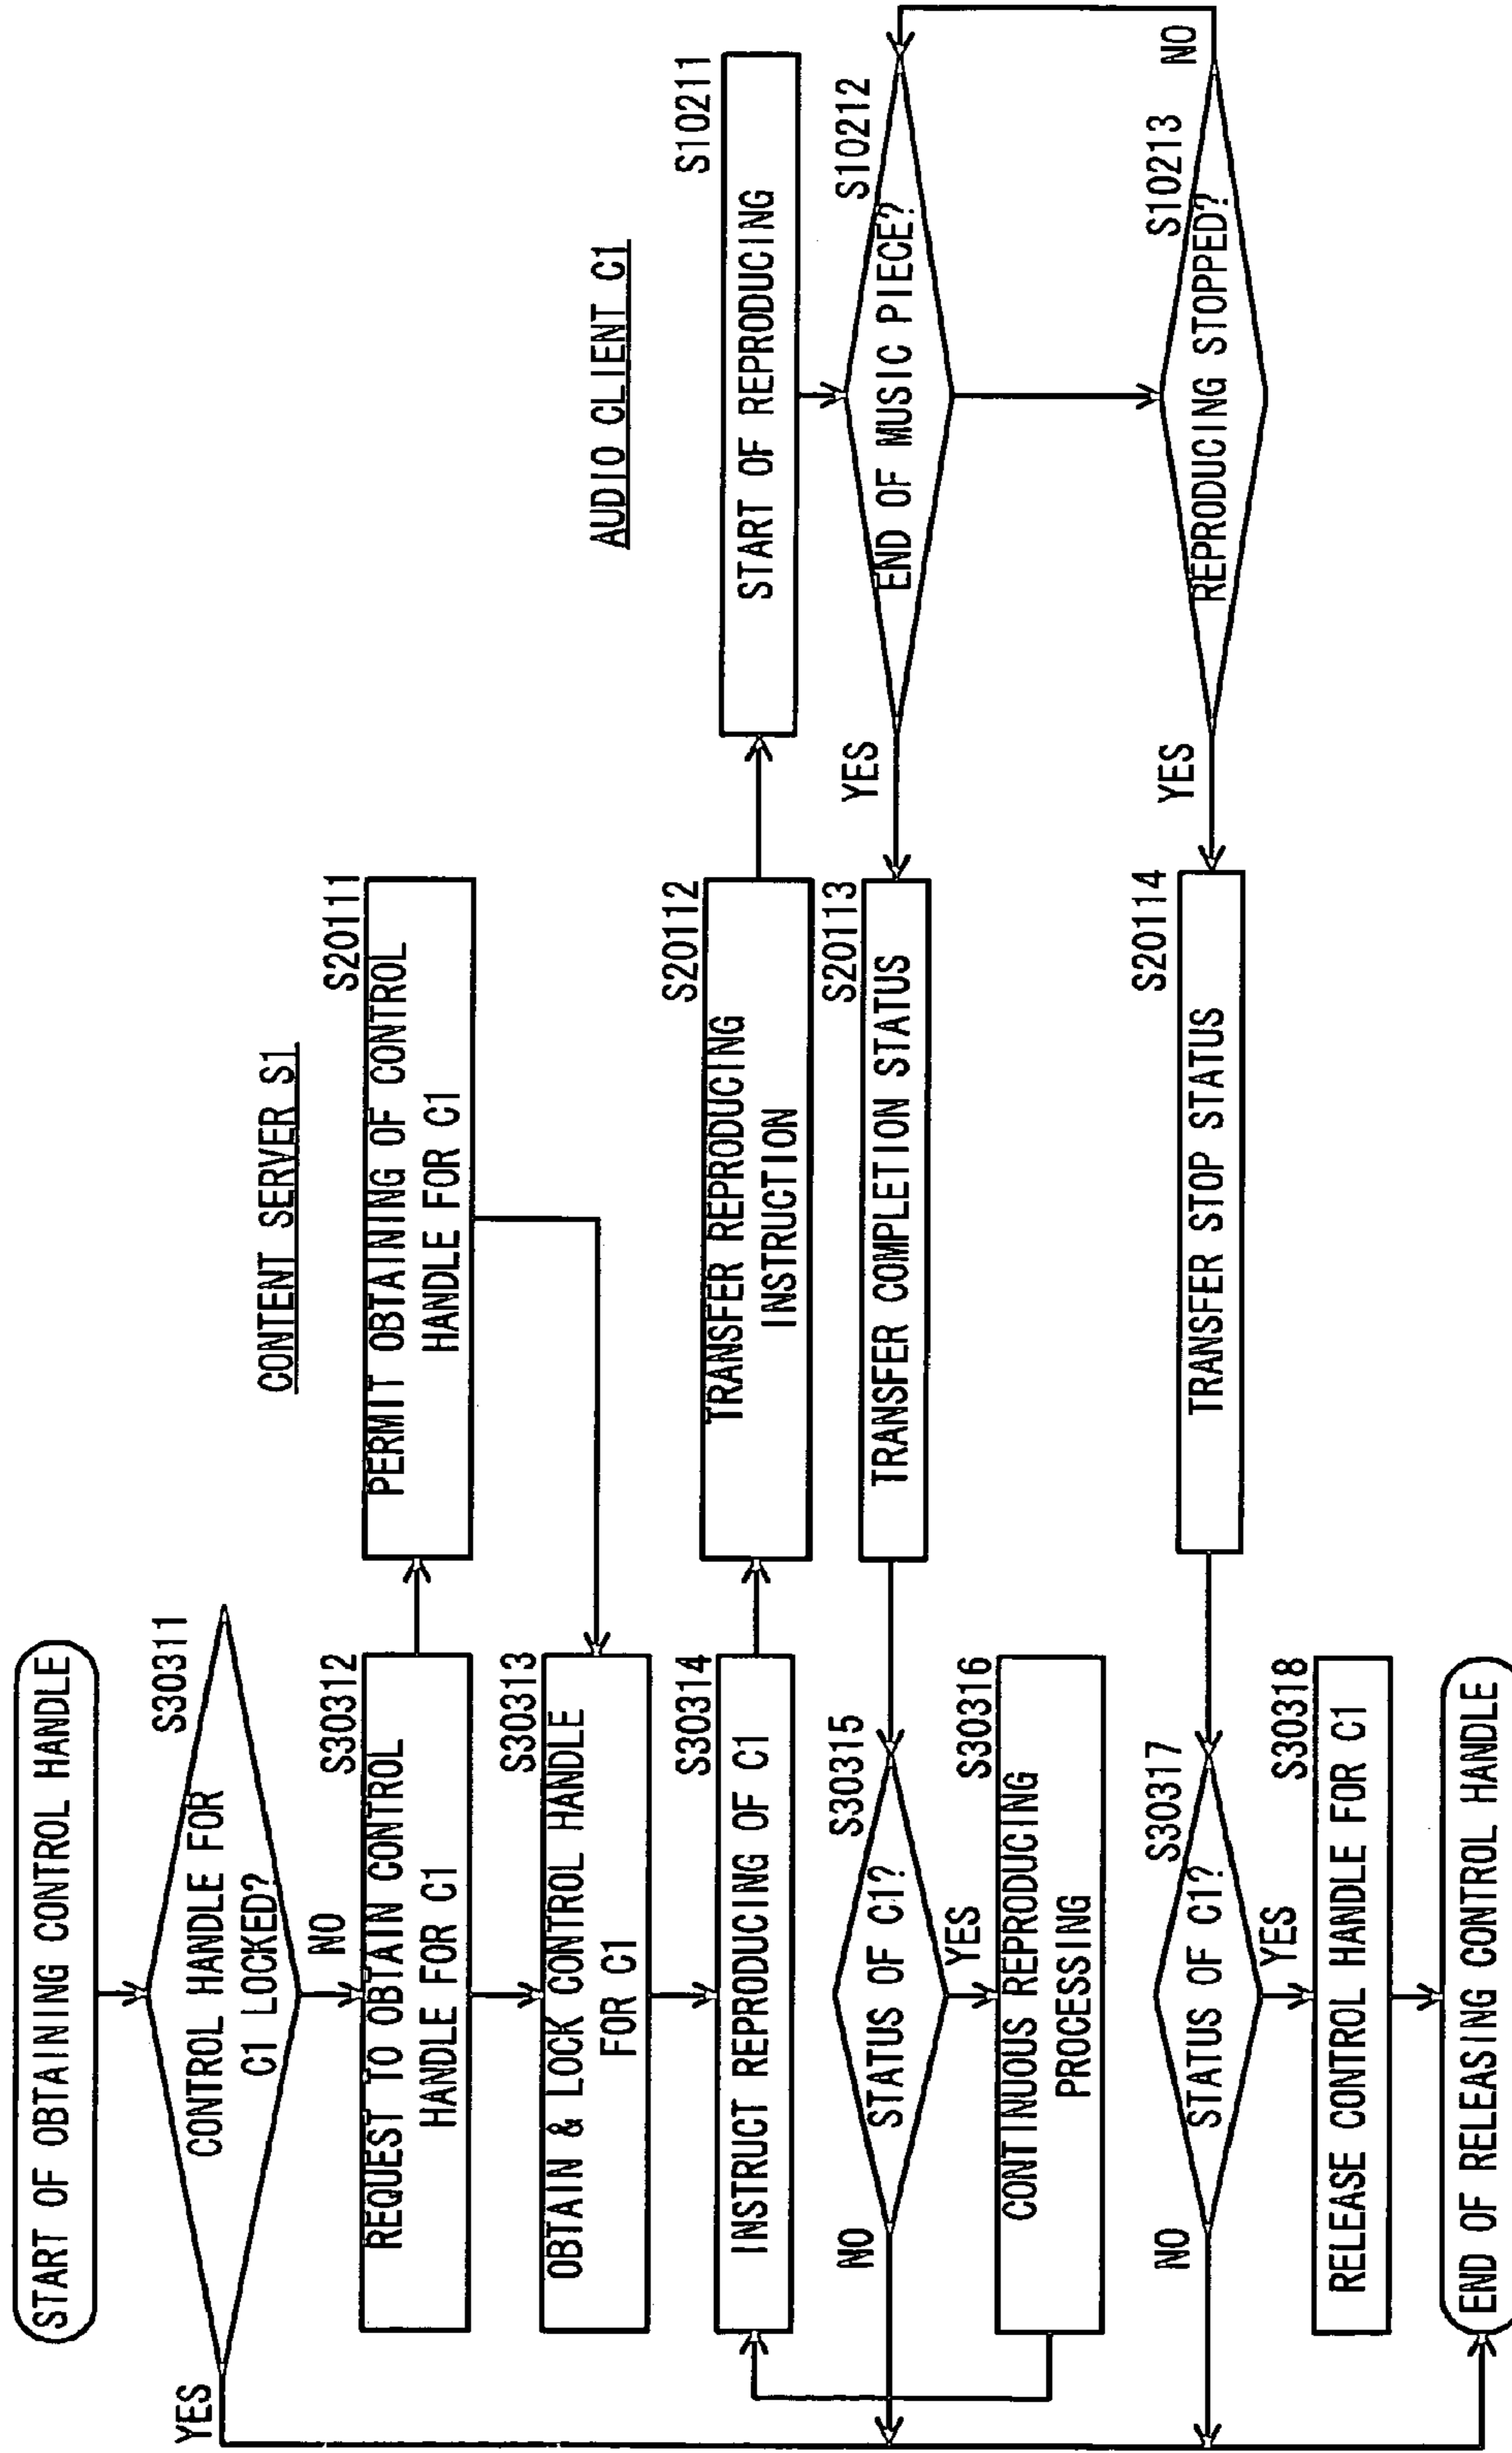 START OF OBTAINING CONTROL HANDLE
S30311
CONTROL HANDLE FOR
C1 LOCKED?
YES
NO
S30312
REQUEST TO OBTAIN CONTROL
HANDLE FOR C1
S30313
OBTAIN & LOCK CONTROL HANDLE
FOR C1
S30314
INSTRUCT REPRODUCING OF C1
S30315
STATUS OF C1?
NO
YES
S30316
CONTINUOUS REPRODUCING
PROCESSING
S30317
STATUS OF C1?
NO
YES
S30318
RELEASE CONTROL HANDLE FOR C1
END OF RELEASING CONTROL HANDLE
CONTENT SERVER S1
S20111
PERMIT OBTAINING OF CONTROL
HANDLE FOR C1
S20112
TRANSFER REPRODUCING
INSTRUCTION
S20113
TRANSFER COMPLETION STATUS
S20114
TRANSFER STOP STATUS
AUDIO CLIENT C1
S10211
START OF REPRODUCING
S10212
END OF MUSIC PIECE?
YES
S10213
REPRODUCING STOPPED?
YES
NO